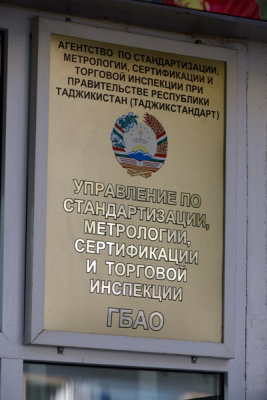 АГЕНТСТВО ПО СТАНДАРТИЗАЦИИ,
МЕТРОЛОГИИ, СЕРТИФИКАЦИИ И
ТОРГОВОЙ ИНСПЕКЦИИ ПРИ
ПРАВИТЕЛЬСТВЕ РЕСПУБЛИКИ
ТАДЖИКИСТАН (ТАДЖИКСТАНДАРТ)
УПРАВЛЕНИЕ ПО
СТАНДАРТИЗАЦИИ,
МЕТРОЛОГИИ,
СЕРТИФИКАЦИИ
И ТОРГОВОЙ
ИНСПЕКЦИИ
ГБАО